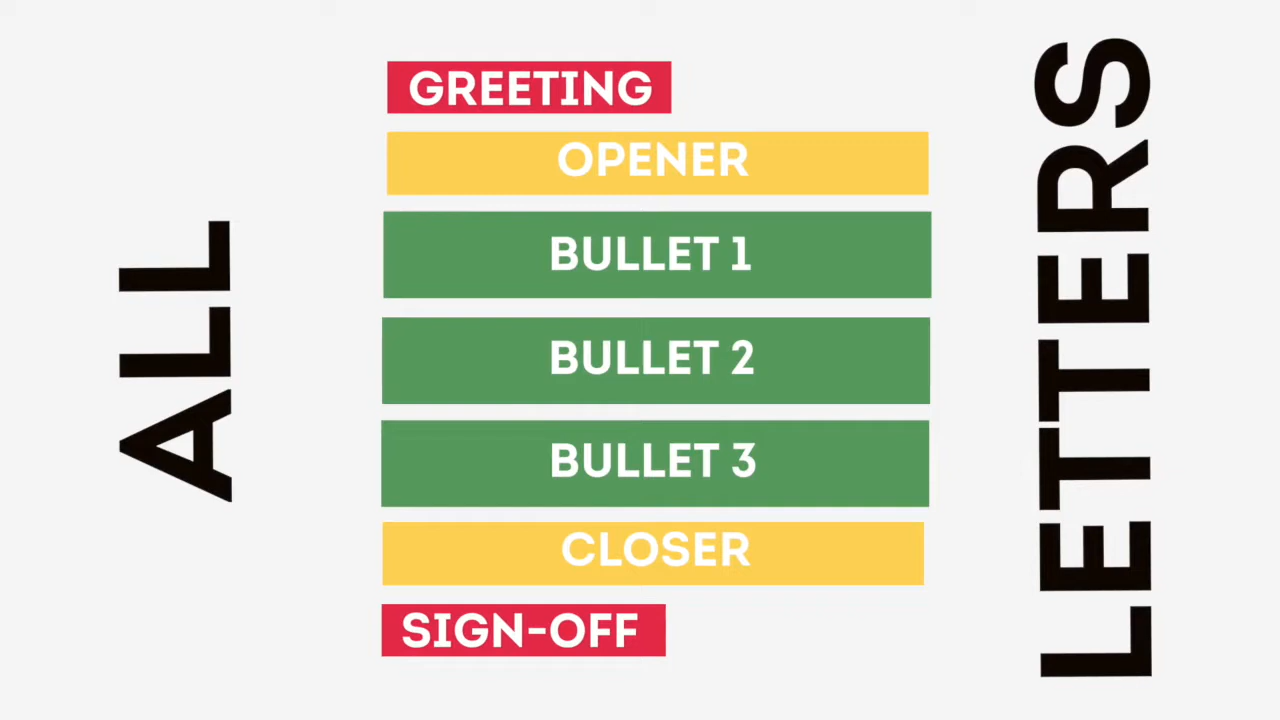 ALL
GREETING
OPENER
BULLET 1
BULLET 2
BULLET 3
CLOSER
SIGN-OFF
LETTERS